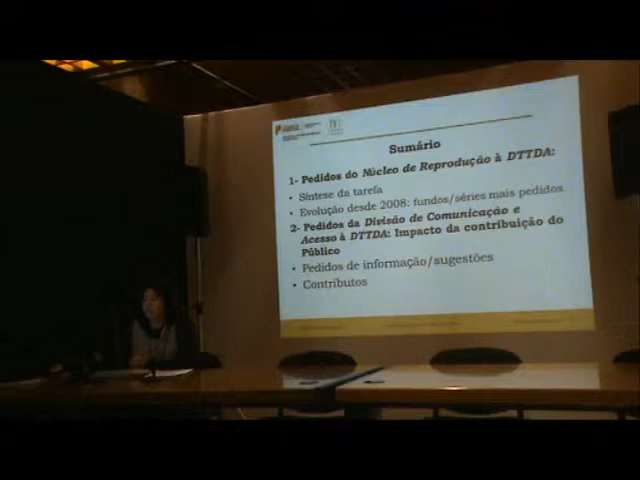 Sumário
1- Pedidos do Núcleo de Reprodução à DTTDA:
• Síntese da tarefa
• Evolução desde 2008: fundos/séries mais pedidos
2- Pedidos da Divisão de Comunicação e
Acesso à DTTDA: Impacto da contribuição do
Público
• Pedidos de informação/sugestões
• Contributos